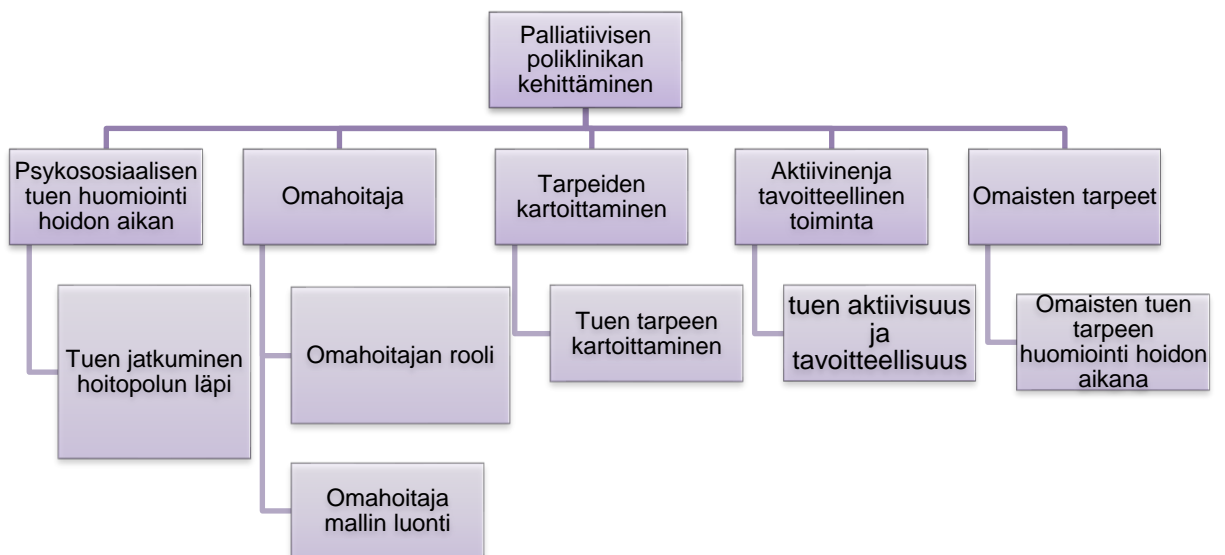 Palliatiivisen
poliklinikan
kehittäminen
Psykososiaalisen
tuen huomiointi
hoidon aikan
Omahoitaja
Tarpeiden
kartoittaminen
Aktiivinenja
tavoitteellinen
toiminta
Omaisten tarpeet
Tuen jatkuminen
hoitopolun läpi
Omahoitajan rooli
Omahoitaja
mallin luonti
Tuen tarpeen
kartoittaminen
tuen aktiivisuus
ja
tavoitteellisuus
Omaisten tuen
tarpeen
huomiointi hoidon
aikana